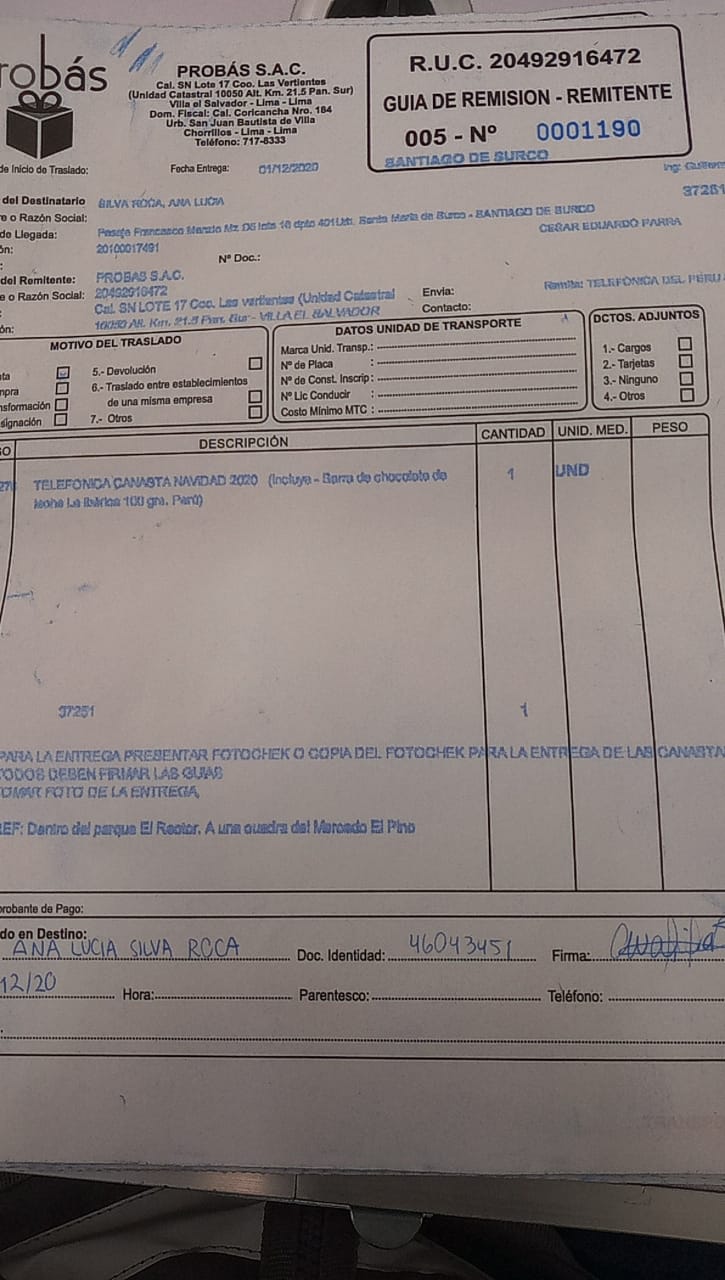 robás
PROBÁS S.A.C.
Cal. SN Lote 17 Coo. Las Vertientes
(Unidad Catastral 10050 Alt. Km. 21.5 Pan. Sur)
Villa el Salvador - Lima - Lima
Dom. Fiscal: Cal. Coricancha Nro. 184
Urb. San Juan Bautista de Villa
Chorrillos - Lima - Lima
Teléfono: 717-8333
R.U.C. 20492916472
GUIA DE REMISION - REMITENTE
005 - Nº 0001190
SANTIAGO DE SURCO
de Inicio de Traslado:
Fecha Entrega: 01/12/2020
Ing:
37251
del Destinatario SILVA ROCA, ANA LUCIA
e o Razón Social:
de Llegada: Pasaje Francesco Mz D5 lote 18 dpto 401 Urb. Santa María de Surco - SANTIAGO DE SURCO
ón: 20100017491
CESAR EDUARDO PARRA
Nº Doc.:
del Remitente: PROBAS S.A.C.
e o Razón Social: 20492916472
Cal. SN LOTE 17 Coo. Las vertientes (Unidad Catastral
ón: 10050 Alt. Km. 21.5 Pan. Sur - VILLA EL SALVADOR
Envia: Remite: TELEFÓNICA DEL PERU
Contacto:
MOTIVO DEL TRASLADO
nta
mpra
nsformación
signación
5.- Devolución
6.- Traslado entre establecimientos
de una misma empresa
7.- Otros
DATOS UNIDAD DE TRANSPORTE
Marca Unid. Transp.:
Nº de Placa :
Nº de Const. Inscrip :
Nº Lic Conducir :
Costo Mínimo MTC :
DCTOS. ADJUNTOS
1.- Cargos
2.- Tarjetas
3.- Ninguno
4.- Otros
SO DESCRIPCIÓN CANTIDAD UNID. MED. PESO
TELEFONICA CANASTA NAVIDAD 2020 (Incluye - Barra de chocolate de 1 UND
leche La Ibérica 100 grs. Perú)
37251 1
PARA LA ENTREGA PRESENTAR FOTOCHEK O COPIA DEL FOTOCHEK PARA LA ENTREGA DE LAS CANASTA
TODOS DEBEN FIRMAR LAS GUIAS
OMAR FOTO DE LA ENTREGA
EF: Dentro del parque El Rector. A una cuadra del Mercado El Pino
robante de Pago:
do en Destino: ANA LUCIA SILVA ROCA Doc. Identidad: 46043451 Firma:
12/20 Hora: Parentesco: Teléfono: